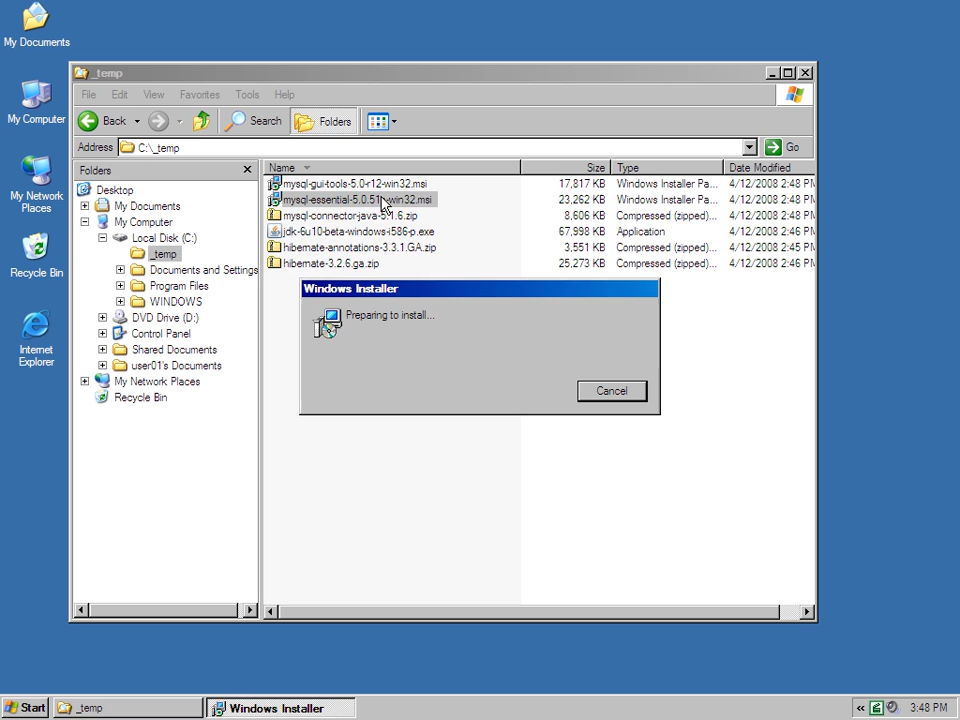 My Documents
My Computer
My Network
Places
Recycle Bin
Internet
Explorer
_temp
File Edit View Favorites Tools Help
Back Search Folders
Address C:\_temp Go
Folders
Desktop
My Documents
My Computer
Local Disk (C:)
_temp
Documents and Settings
Program Files
WINDOWS
DVD Drive (D:)
Control Panel
Shared Documents
user01's Documents
My Network Places
Recycle Bin
Name Size Type Date Modified
mysql-gui-tools-5.0-r12-win32.msi 17,817 KB Windows Installer Pa... 4/12/2008 2:48 PM
23,262 KB Windows Installer Pa... 4/12/2008 2:48 PM
mysql-connector-java-5.1.6.zip 8,606 KB Compressed (zipped)... 4/12/2008 2:48 PM
jdk-6u10-beta-windows-i586-p.exe 67,998 KB Application 4/12/2008 2:46 PM
hibernate-annotations-3.3.1.GA.zip 3,551 KB Compressed (zipped)... 4/12/2008 2:45 PM
hibernate-3.2.6.ga.zip 25,273 KB Compressed (zipped)... 4/12/2008 2:46 PM
Windows Installer
Preparing to install...
Cancel
Start _temp Windows Installer « 3:48 PM